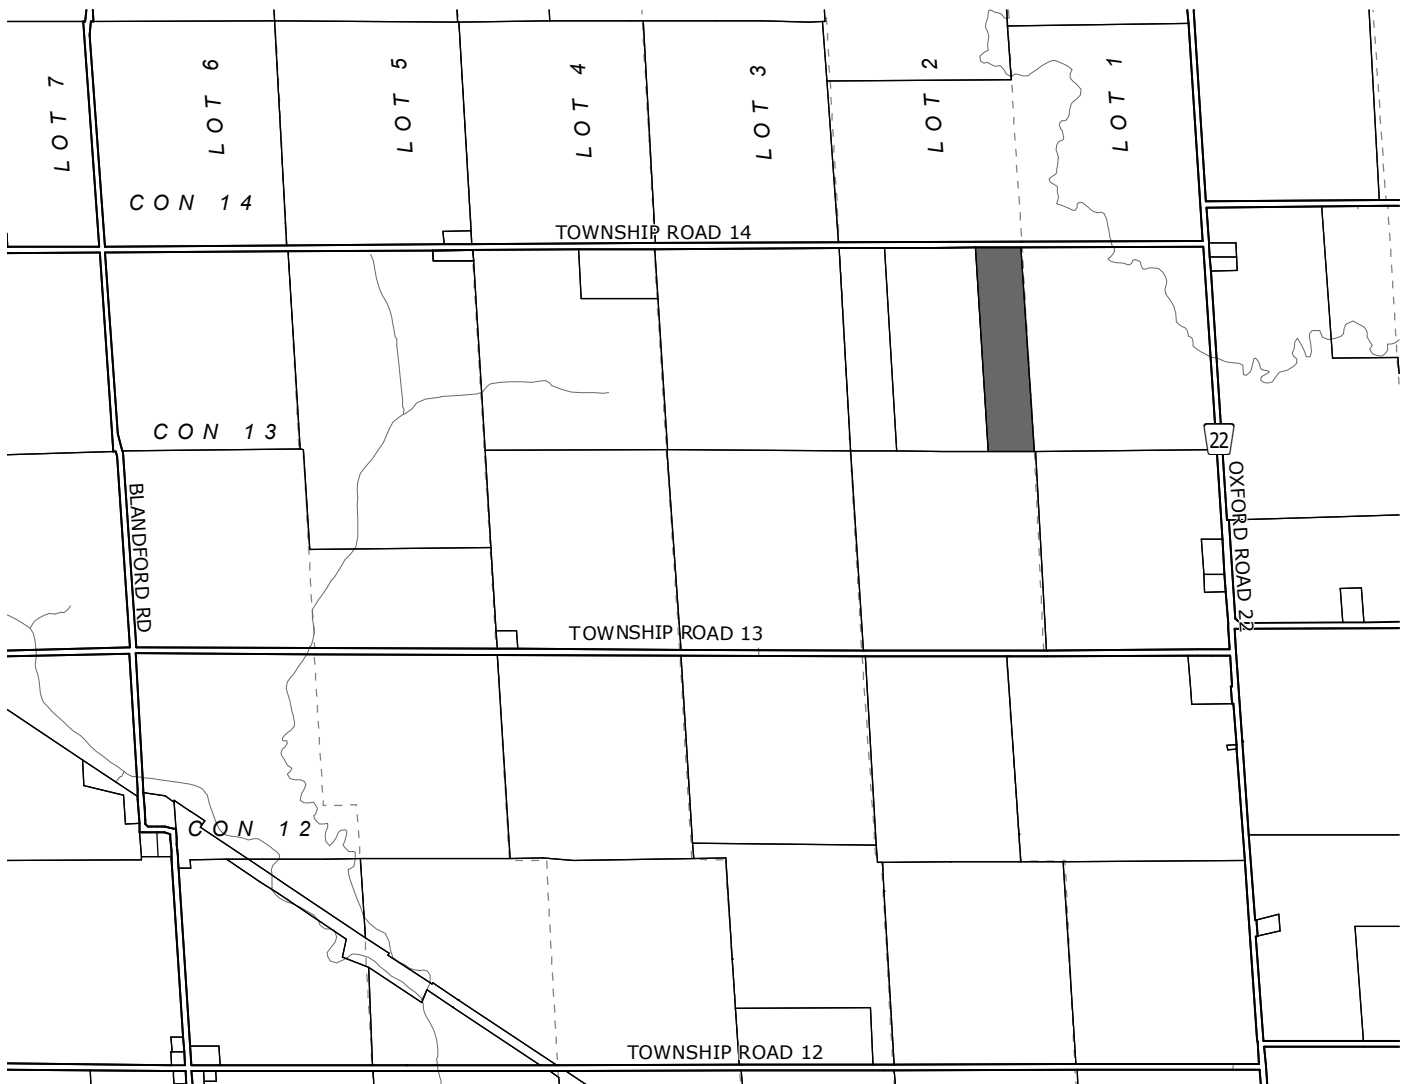 LOT 7
LOT 6
LOT 5
LOT 4
LOT 3
LOT 2
LOT 1
CON 14
TOWNSHIP ROAD 14
CON 13
22
BLANDFORD RD
OXFORD ROAD 22
TOWNSHIP ROAD 13
CON 12
TOWNSHIP ROAD 12